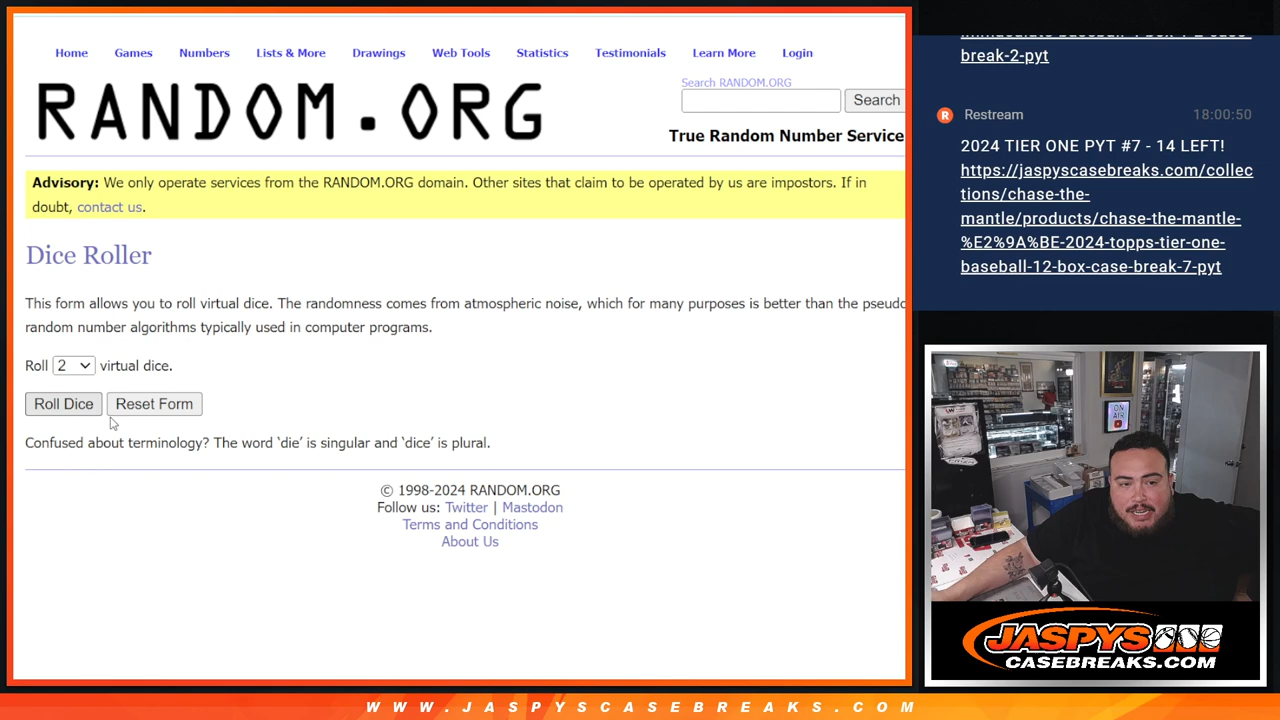 Home Games Numbers Lists & More Drawings Web Tools Statistics Testimonials Learn More Login
RANDOM.ORG
Search RANDOM.ORG
Search
True Random Number Service
Advisory: We only operate services from the RANDOM.ORG domain. Other sites that claim to be operated by us are impostors. If in
doubt, contact us.
Dice Roller
This form allows you to roll virtual dice. The randomness comes from atmospheric noise, which for many purposes is better than the pseudo
random number algorithms typically used in computer programs.
Roll 2 virtual dice.
Roll Dice Reset Form
Confused about terminology? The word ‘die’ is singular and ‘dice’ is plural.
© 1998-2024 RANDOM.ORG
Follow us: Twitter | Mastodon
Terms and Conditions
About Us
break-2-pyt
Restream 18:00:50
2024 TIER ONE PYT #7 - 14 LEFT!
https://jaspyscasebreaks.com/collec
tions/chase-the-
mantle/products/chase-the-mantle-
%E2%9A%BE-2024-topps-tier-one-
baseball-12-box-case-break-7-pyt
ON
AIR
JASPYS
CASEBREAKS.COM
WWW.JASPYSCASEBREAKS.COM